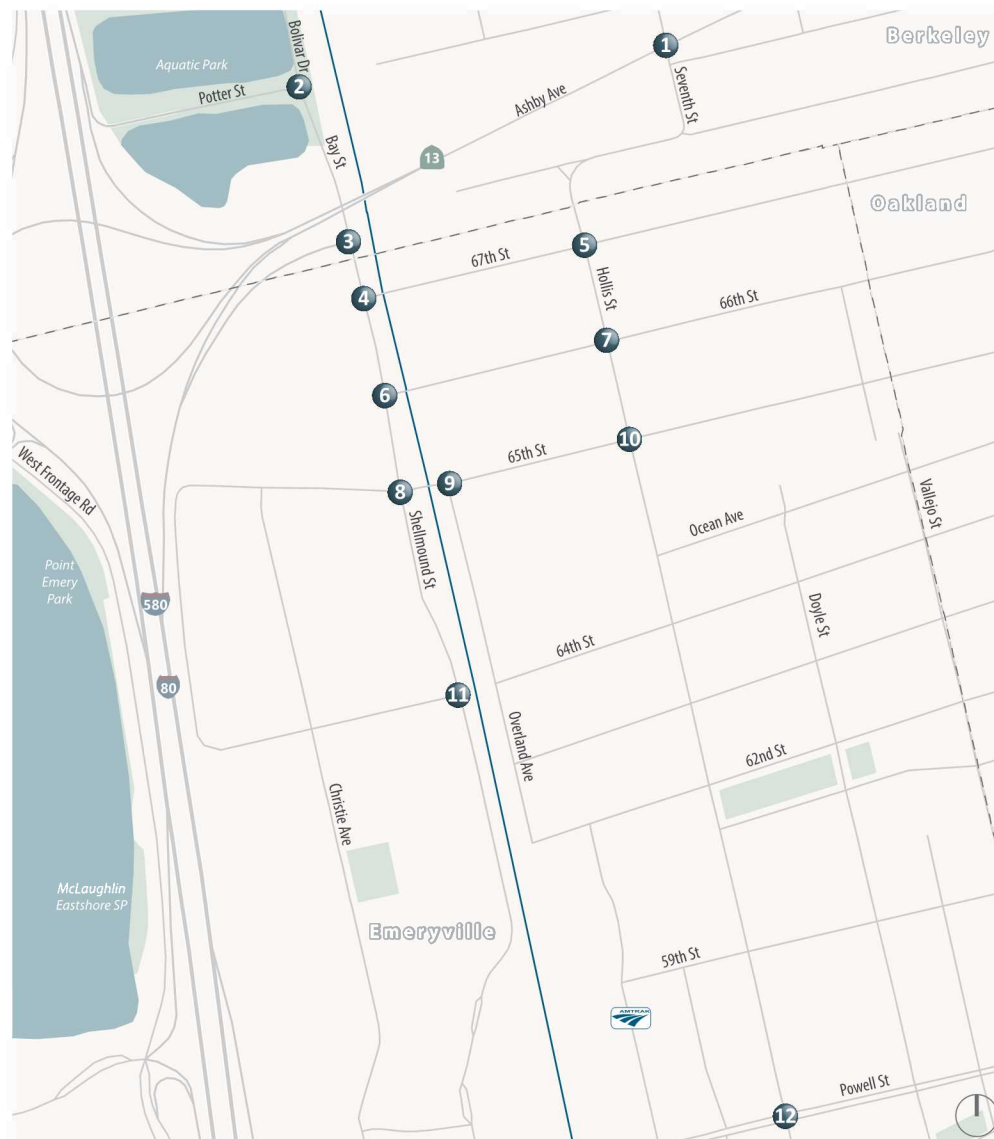 Berkeley
1
Bolivar Dr
Aquatic Park
Seventh St
2
Potter St
Ashby Ave
Bay St
13
Oakland
3
5
67th St
4
Hollis St
66th St
7
6
10
65th St
West Frontage Rd
9
8
Vallejo St
Shellmound St
Ocean Ave
Point
Emery
Park
580
Doyle St
64th St
80
11
Overland Ave
62nd St
Christie Ave
McLaughlin
Eastshore SP
Emeryville
59th St
AMTRAK
Powell St
12